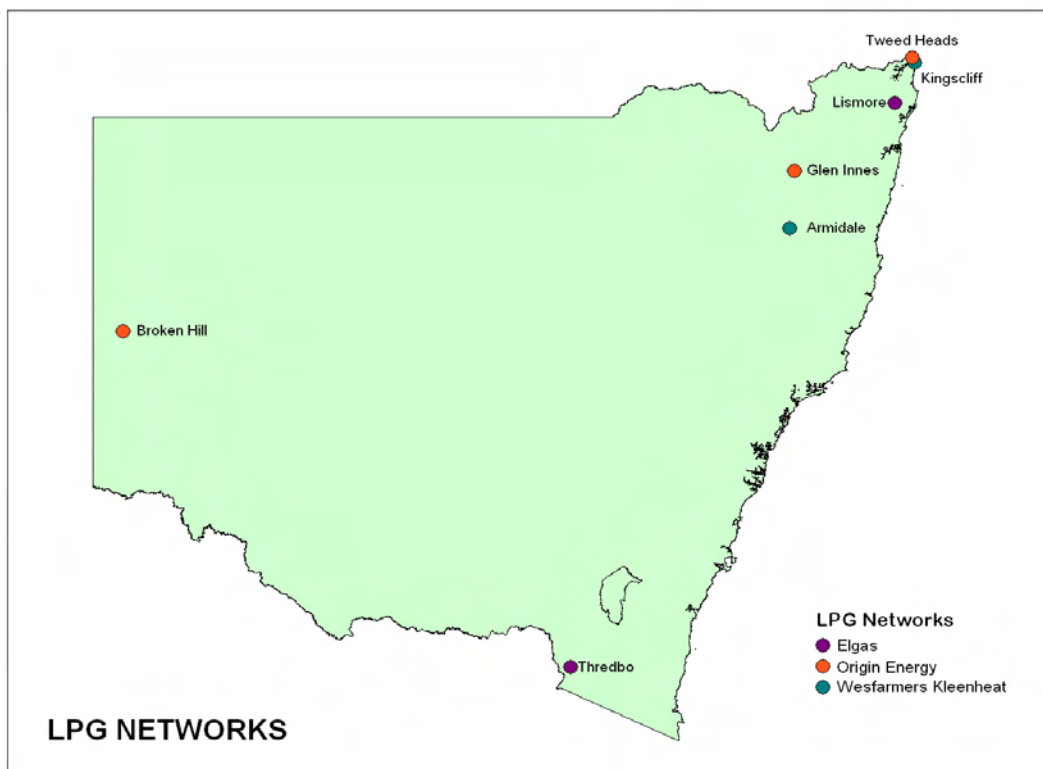 Tweed Heads
Kingscliff
Lismore
Glen Innes
Armidale
Broken Hill
Thredbo
LPG Networks
Elgas
Origin Energy
Wesfarmers Kleenheat
LPG NETWORKS